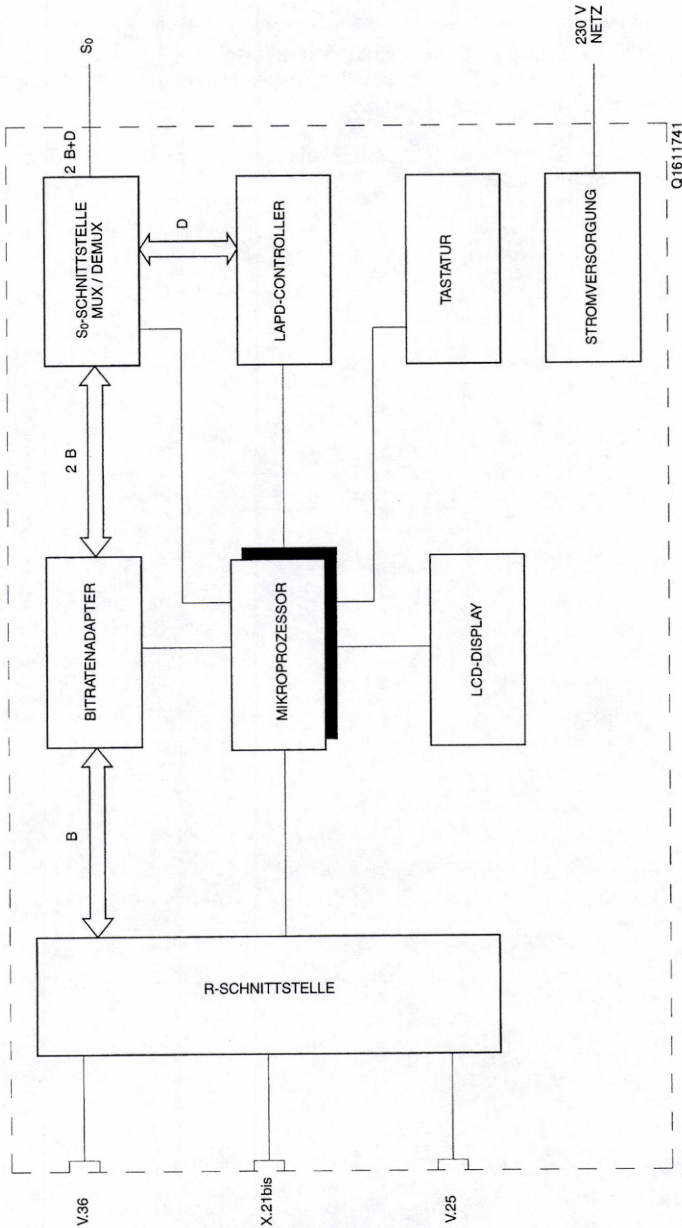 V.36
X.21bis
V.25
R-SCHNITTSTELLE
B
BITRATENADAPTER
MIKROPROZESSOR
LCD-DISPLAY
2 B
S₀-SCHNITTSTELLE
MUX / DEMUX
D
LAPD-CONTROLLER
TASTATUR
STROMVERSORGUNG
2 B+D
S₀
230 V
NETZ
Q1611741